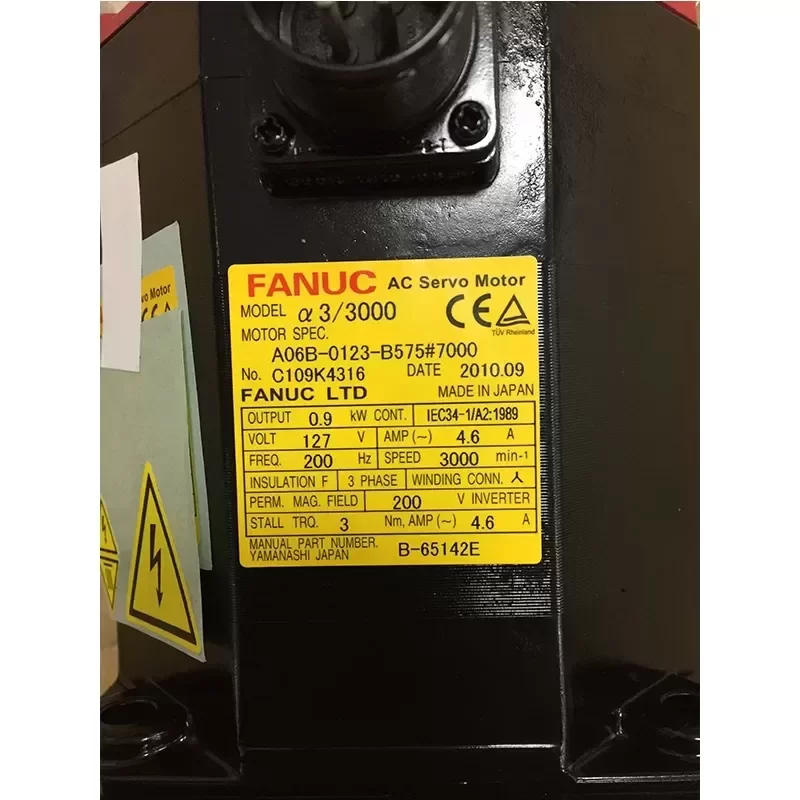 FANUC AC Servo Motor
MODEL α 3/3000
MOTOR SPEC.
A06B-0123-B575#7000
TÜV Rheinland
No. C109K4316 DATE 2010.09
FANUC LTD MADE IN JAPAN
OUTPUT 0.9 kW CONT. IEC34-1/A2:1989
VOLT 127 V AMP (~) 4.6 A
FREQ. 200 Hz SPEED 3000 min-1
INSULATION F 3 PHASE WINDING CONN. 人
PERM. MAG. FIELD 200 V INVERTER
STALL TRQ. 3 Nm, AMP (~) 4.6 A
MANUAL PART NUMBER.
YAMANASHI JAPAN B-65142E
vo Motor